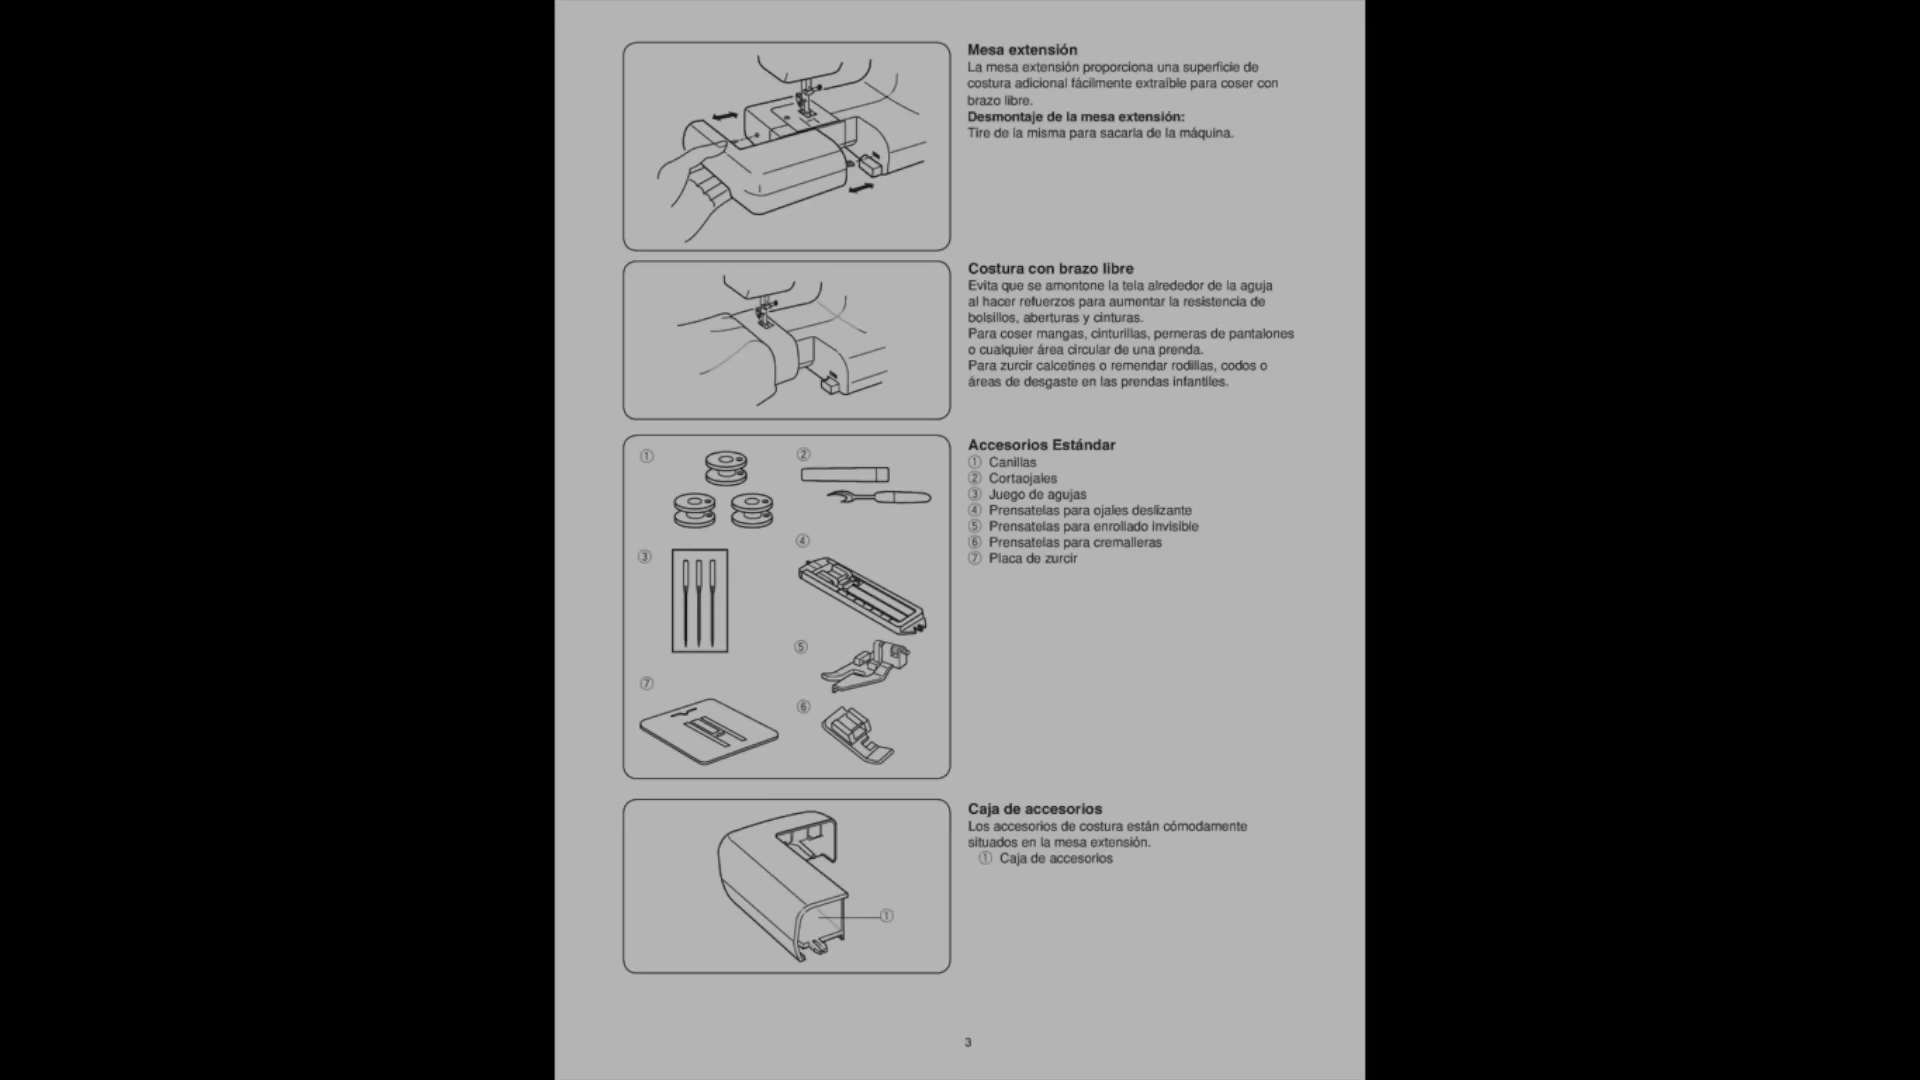 Mesa extensión
La mesa extensión proporciona una superficie de
costura adicional fácilmente extraíble para coser con
brazo libre.
Desmontaje de la mesa extensión:
Tire de la misma para sacarla de la máquina.
Costura con brazo libre
Evita que se amontone la tela alrededor de la aguja
al hacer refuerzos para aumentar la resistencia de
bolsillos, aberturas y cinturas.
Para coser mangas, cinturillas, perneras de pantalones
o cualquier área circular de una prenda.
Para zurcir calcetines o remendar rodillas, codos o
áreas de desgaste en las prendas infantiles.
①
②
③
④
⑤
⑦
⑥
Accesorios Estándar
① Canillas
② Cortaojales
③ Juego de agujas
④ Prensatelas para ojales deslizante
⑤ Prensatelas para enrollado invisible
⑥ Prensatelas para cremalleras
⑦ Placa de zurcir
①
Caja de accesorios
Los accesorios de costura están cómodamente
situados en la mesa extensión.
① Caja de accesorios
3